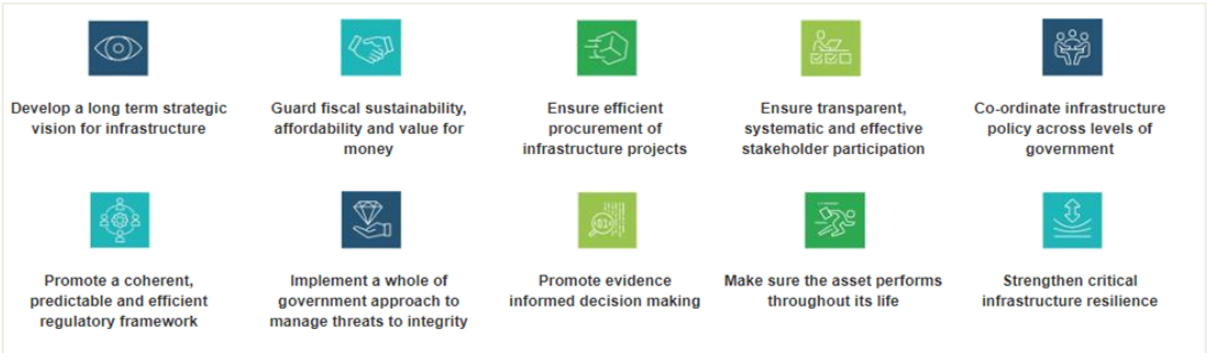 Develop a long term strategic
vision for infrastructure
Guard fiscal sustainability,
affordability and value for
money
Ensure efficient
procurement of
infrastructure projects
Ensure transparent,
systematic and effective
stakeholder participation
Co-ordinate infrastructure
policy across levels of
government
Promote a coherent,
predictable and efficient
regulatory framework
Implement a whole of
government approach to
manage threats to integrity
Promote evidence
informed decision making
Make sure the asset performs
throughout its life
Strengthen critical
infrastructure resilience